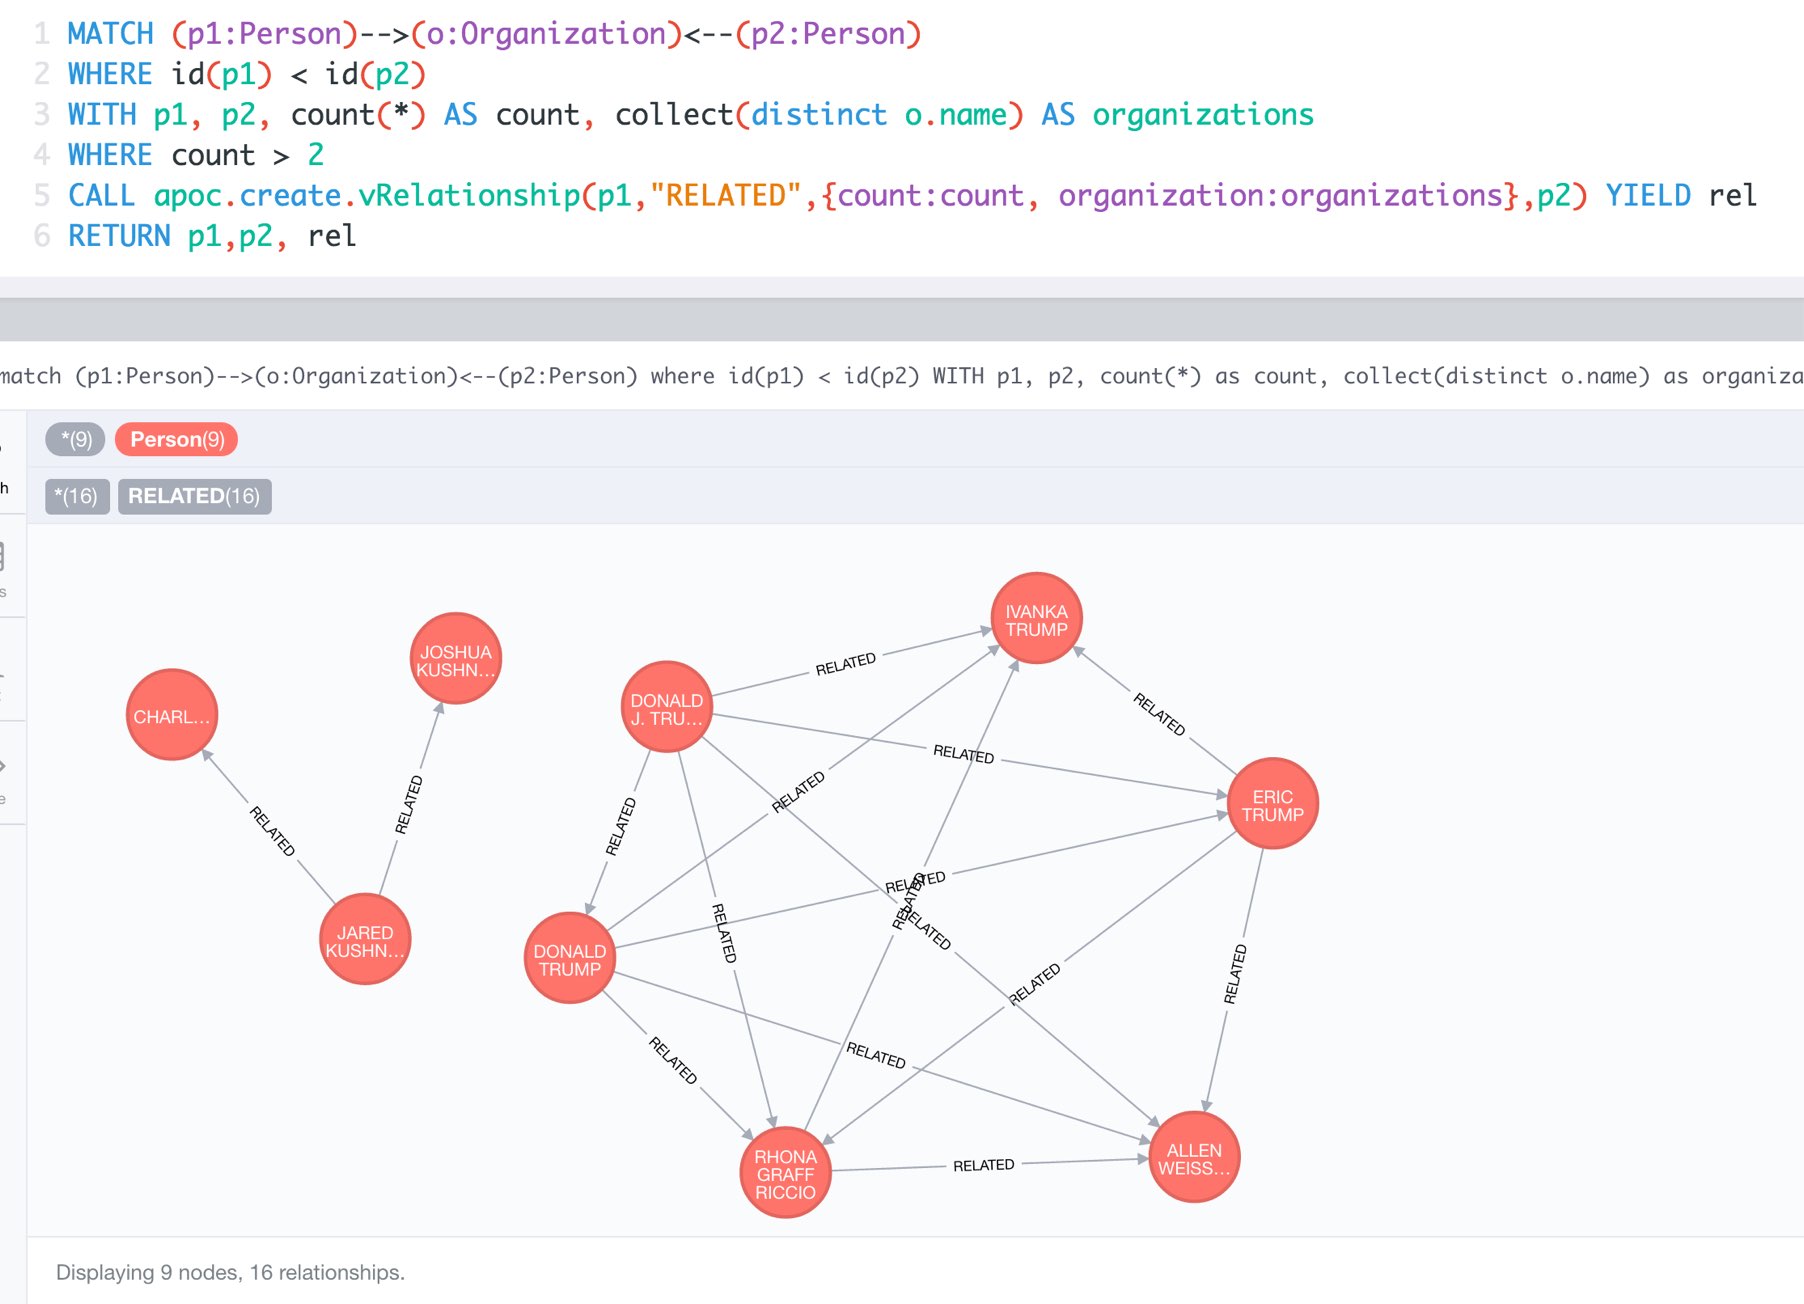 1 MATCH (p1:Person)-->(o:Organization)<--(p2:Person)
2 WHERE id(p1) < id(p2)
3 WITH p1, p2, count(*) AS count, collect(distinct o.name) AS organizations
4 WHERE count > 2
5 CALL apoc.create.vRelationship(p1,"RELATED",{count:count, organization:organizations},p2) YIELD rel
6 RETURN p1,p2, rel
match (p1:Person)-->(o:Organization)<--(p2:Person) where id(p1) < id(p2) WITH p1, p2, count(*) as count, collect(distinct o.name) as organiza
*(9) Person(9)
h
*(16) RELATED(16)
s
e
IVANKA
TRUMP
JOSHUA
KUSHN...
RELATED
DONALD
J. TRU...
CHARL...
RELATED
RELATED
RELATED
ERIC
TRUMP
RELATED
RELATED
RELATED
RELATED
RELATED
RELATED
RELATED
RELATED
JARED
KUSHN...
DONALD
TRUMP
RELATED
RELATED
RELATED
RELATED
RHONA
GRAFF
RICCIO
RELATED
ALLEN
WEISS...
Displaying 9 nodes, 16 relationships.